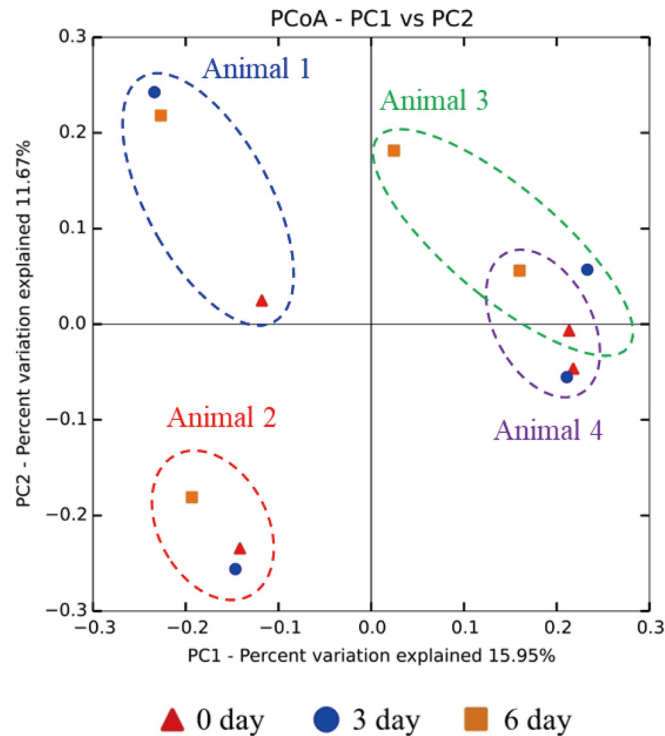 PCoA - PC1 vs PC2
0.3
0.2
0.1
0.0
−0.1
−0.2
−0.3
PC2 - Percent variation explained 11.67%
Animal 1
Animal 3
Animal 2
Animal 4
−0.3 −0.2 −0.1 0.0 0.1 0.2 0.3
PC1 - Percent variation explained 15.95%
0 day 3 day 6 day